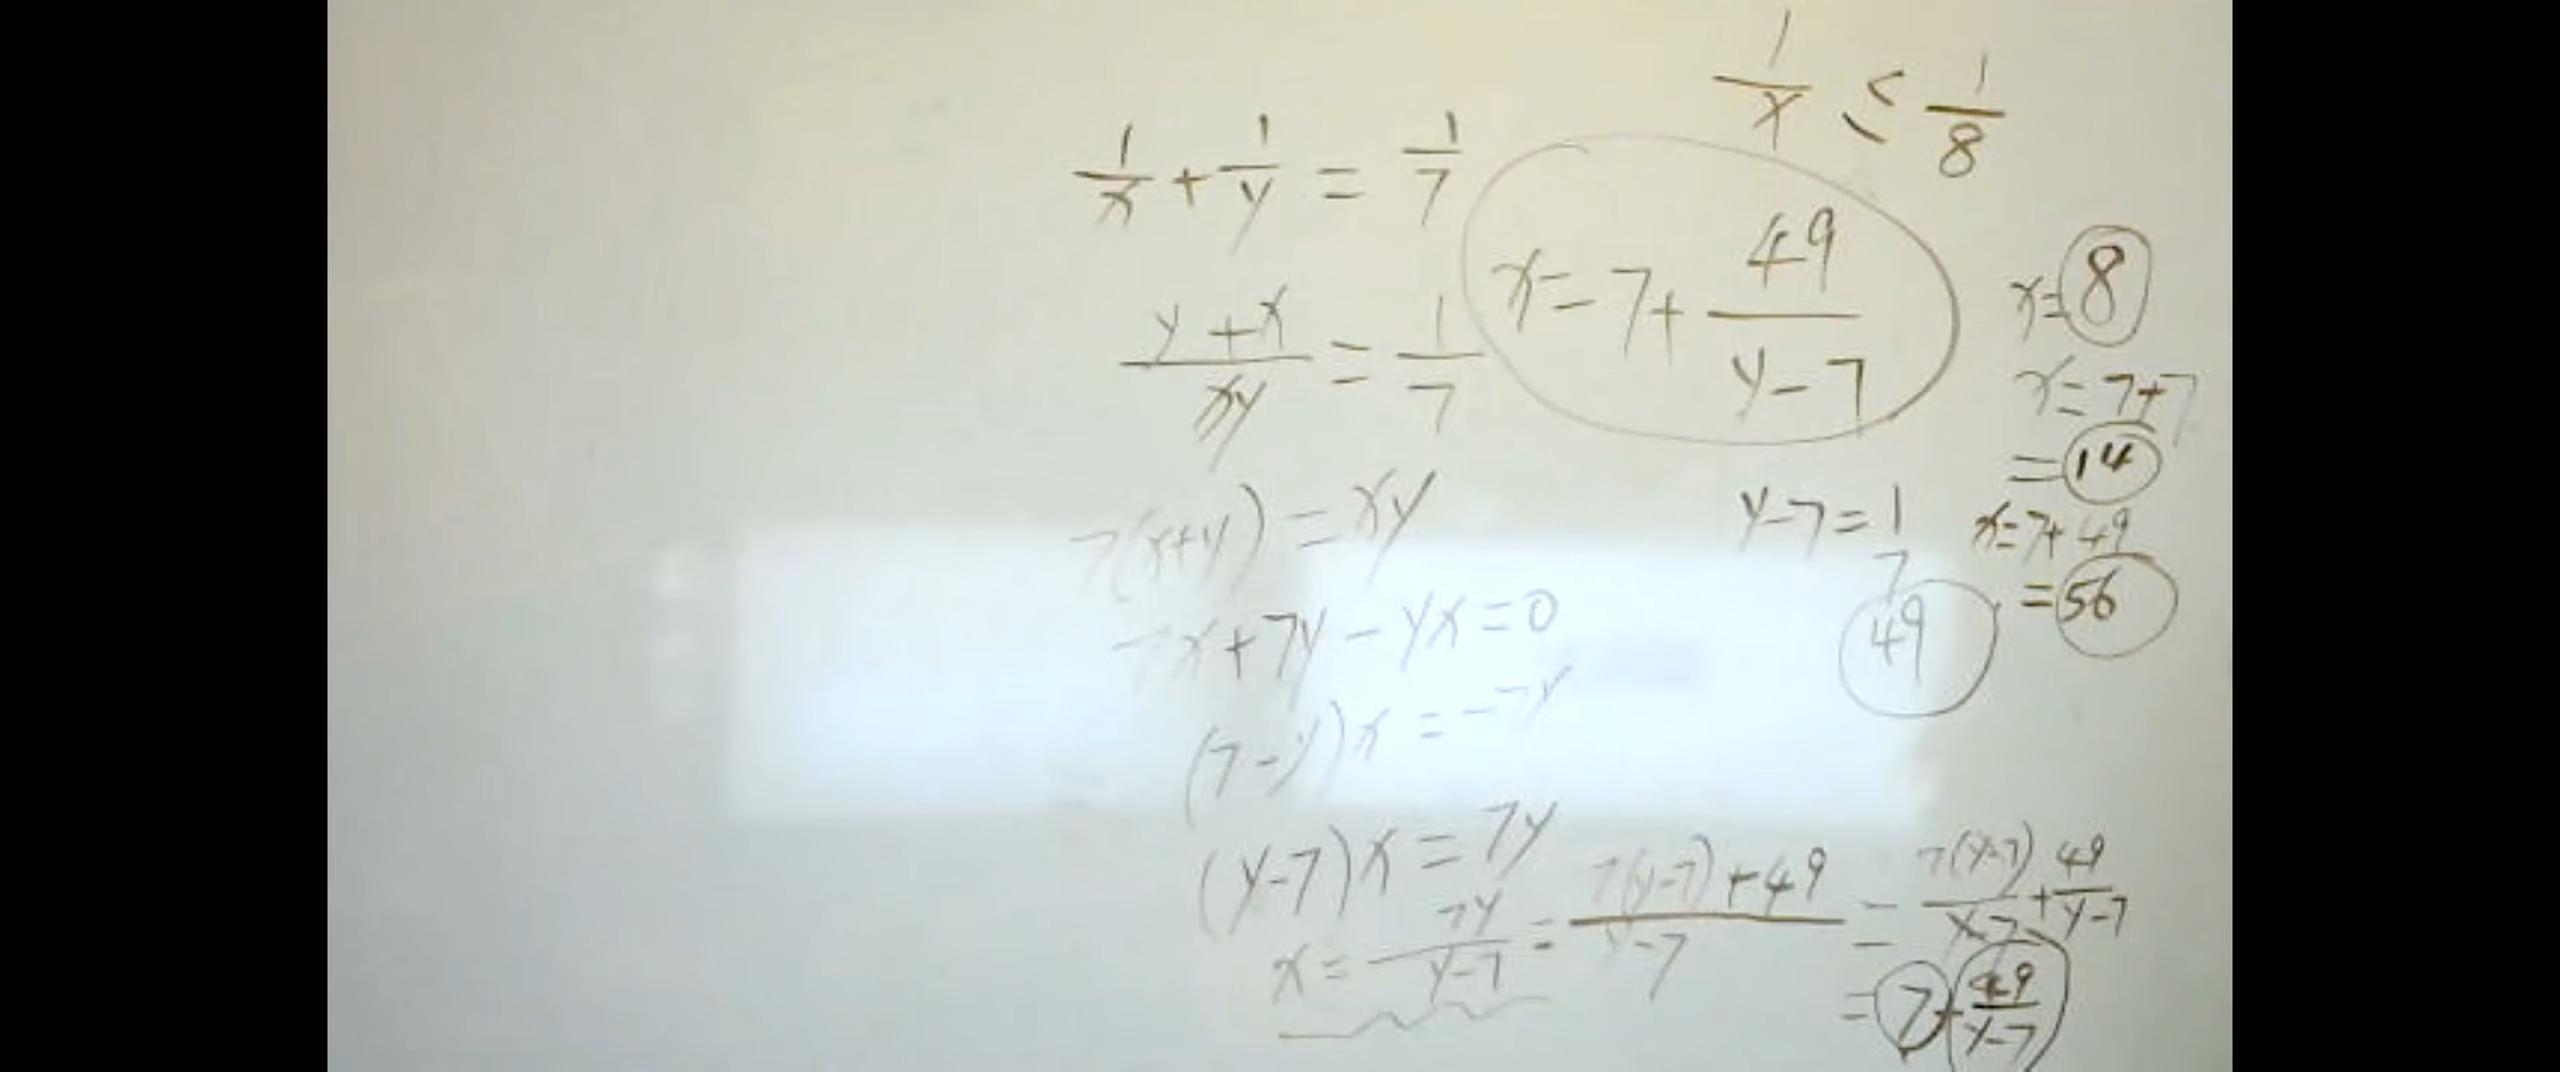 1/x ≤ 1/8
1/x + 1/y = 1/7
x = 7 + 49/(y-7)
x = 8
(y+x)/xy = 1/7
x = 7+7
= 14
7(x+y) = xy
y-7 = 1
7
49
x = 7+49
= 56
7x + 7y - yx = 0
(7-y)x = -7y
(y-7)x = 7y
x = 7y/(y-7) = (7(y-7)+49)/(y-7) = 7(y-7)/(y-7) + 49/(y-7)
= 7 + 49/(y-7)